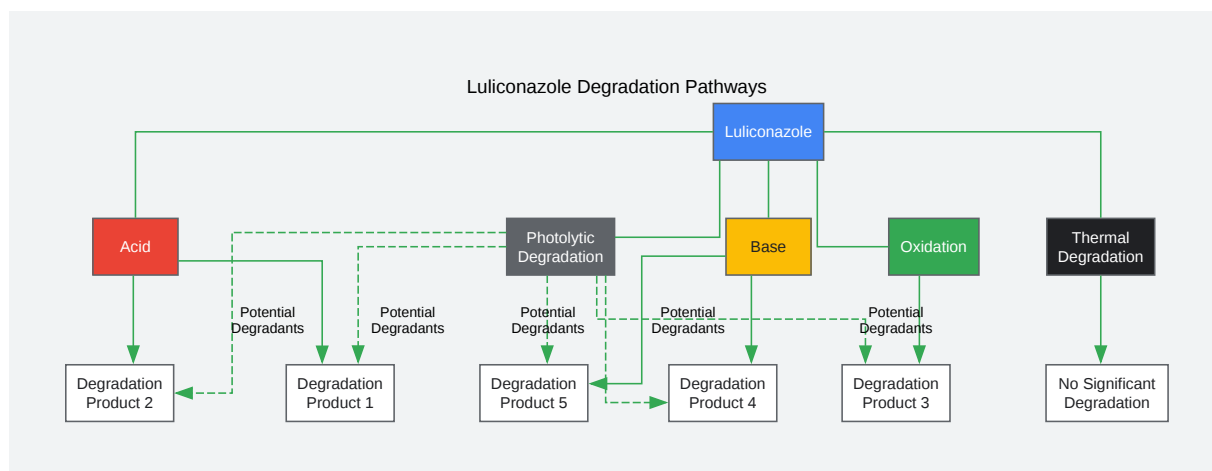 Luliconazole Degradation Pathways
Luliconazole
Acid
Photolytic
Degradation
Base
Oxidation
Thermal
Degradation
Potential
Degradants
Potential
Degradants
Potential
Degradants
Potential
Degradants
Potential
Degradants
Degradation
Product 2
Degradation
Product 1
Degradation
Product 5
Degradation
Product 4
Degradation
Product 3
No Significant
Degradation